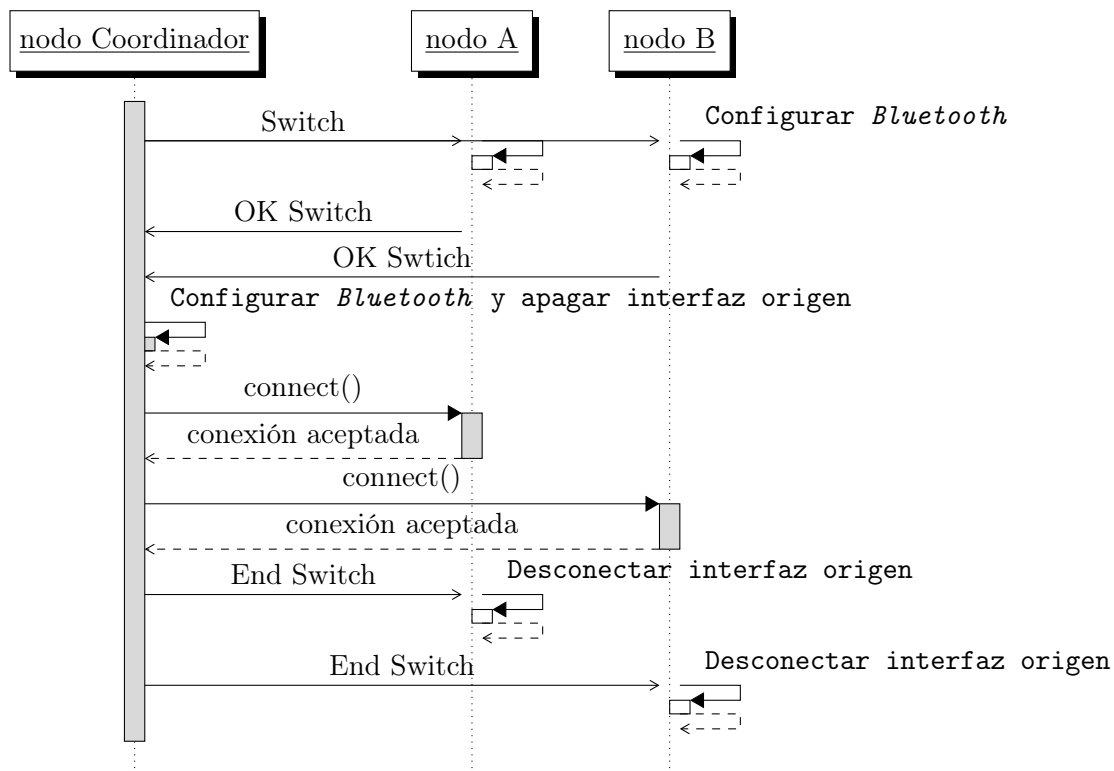 nodo Coordinador
nodo A
nodo B
Switch
Configurar Bluetooth
OK Switch
OK Swtich
Configurar Bluetooth y apagar interfaz origen
connect()
conexión aceptada
connect()
conexión aceptada
End Switch
Desconectar interfaz origen
End Switch
Desconectar interfaz origen